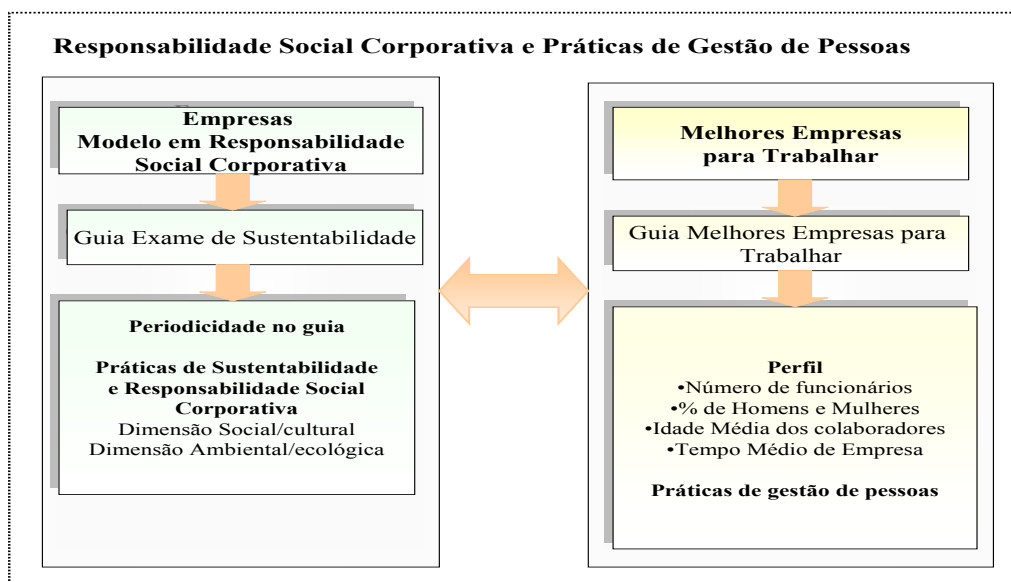 Responsabilidade Social Corporativa e Práticas de Gestão de Pessoas
Empresas
Modelo em Responsabilidade
Social Corporativa
Guia Exame de Sustentabilidade
Periodicidade no guia
Práticas de Sustentabilidade
e Responsabilidade Social
Corporativa
Dimensão Social/cultural
Dimensão Ambiental/ecológica
Melhores Empresas
para Trabalhar
Guia Melhores Empresas para
Trabalhar
Perfil
•Número de funcionários
•% de Homens e Mulheres
•Idade Média dos colaboradores
•Tempo Médio de Empresa
Práticas de gestão de pessoas